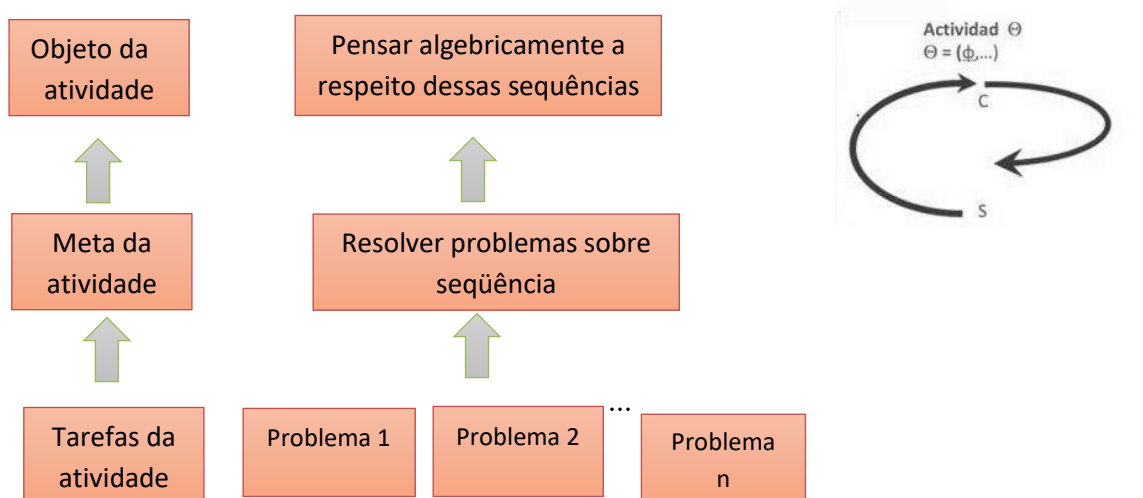 Objeto da
atividade
Pensar algebricamente a
respeito dessas sequências
Actividad Θ
Θ = (ϕ,...)
C
S
Meta da
atividade
Resolver problemas sobre
seqüência
...
Tarefas da
atividade
Problema 1
Problema 2
Problema
n